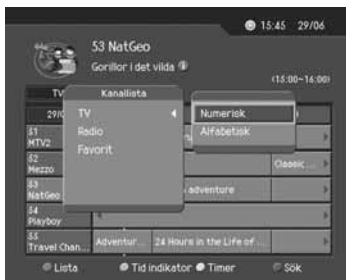 15:45 29/06
53 NatGeo
Gorillor i det vilda
(15:00~16:00)
TV
Kanallista
29/0
TV
Radio
Favorit
Numerisk
Alfabetisk
51
MTV2
52
Mezzo
Classic ...
53
NatGeo
adventure
54
Playboy
55
Travel Chan...
Adventur...
24 Hours in the Life of ...
Lista
Tid indikator
Timer
Sök